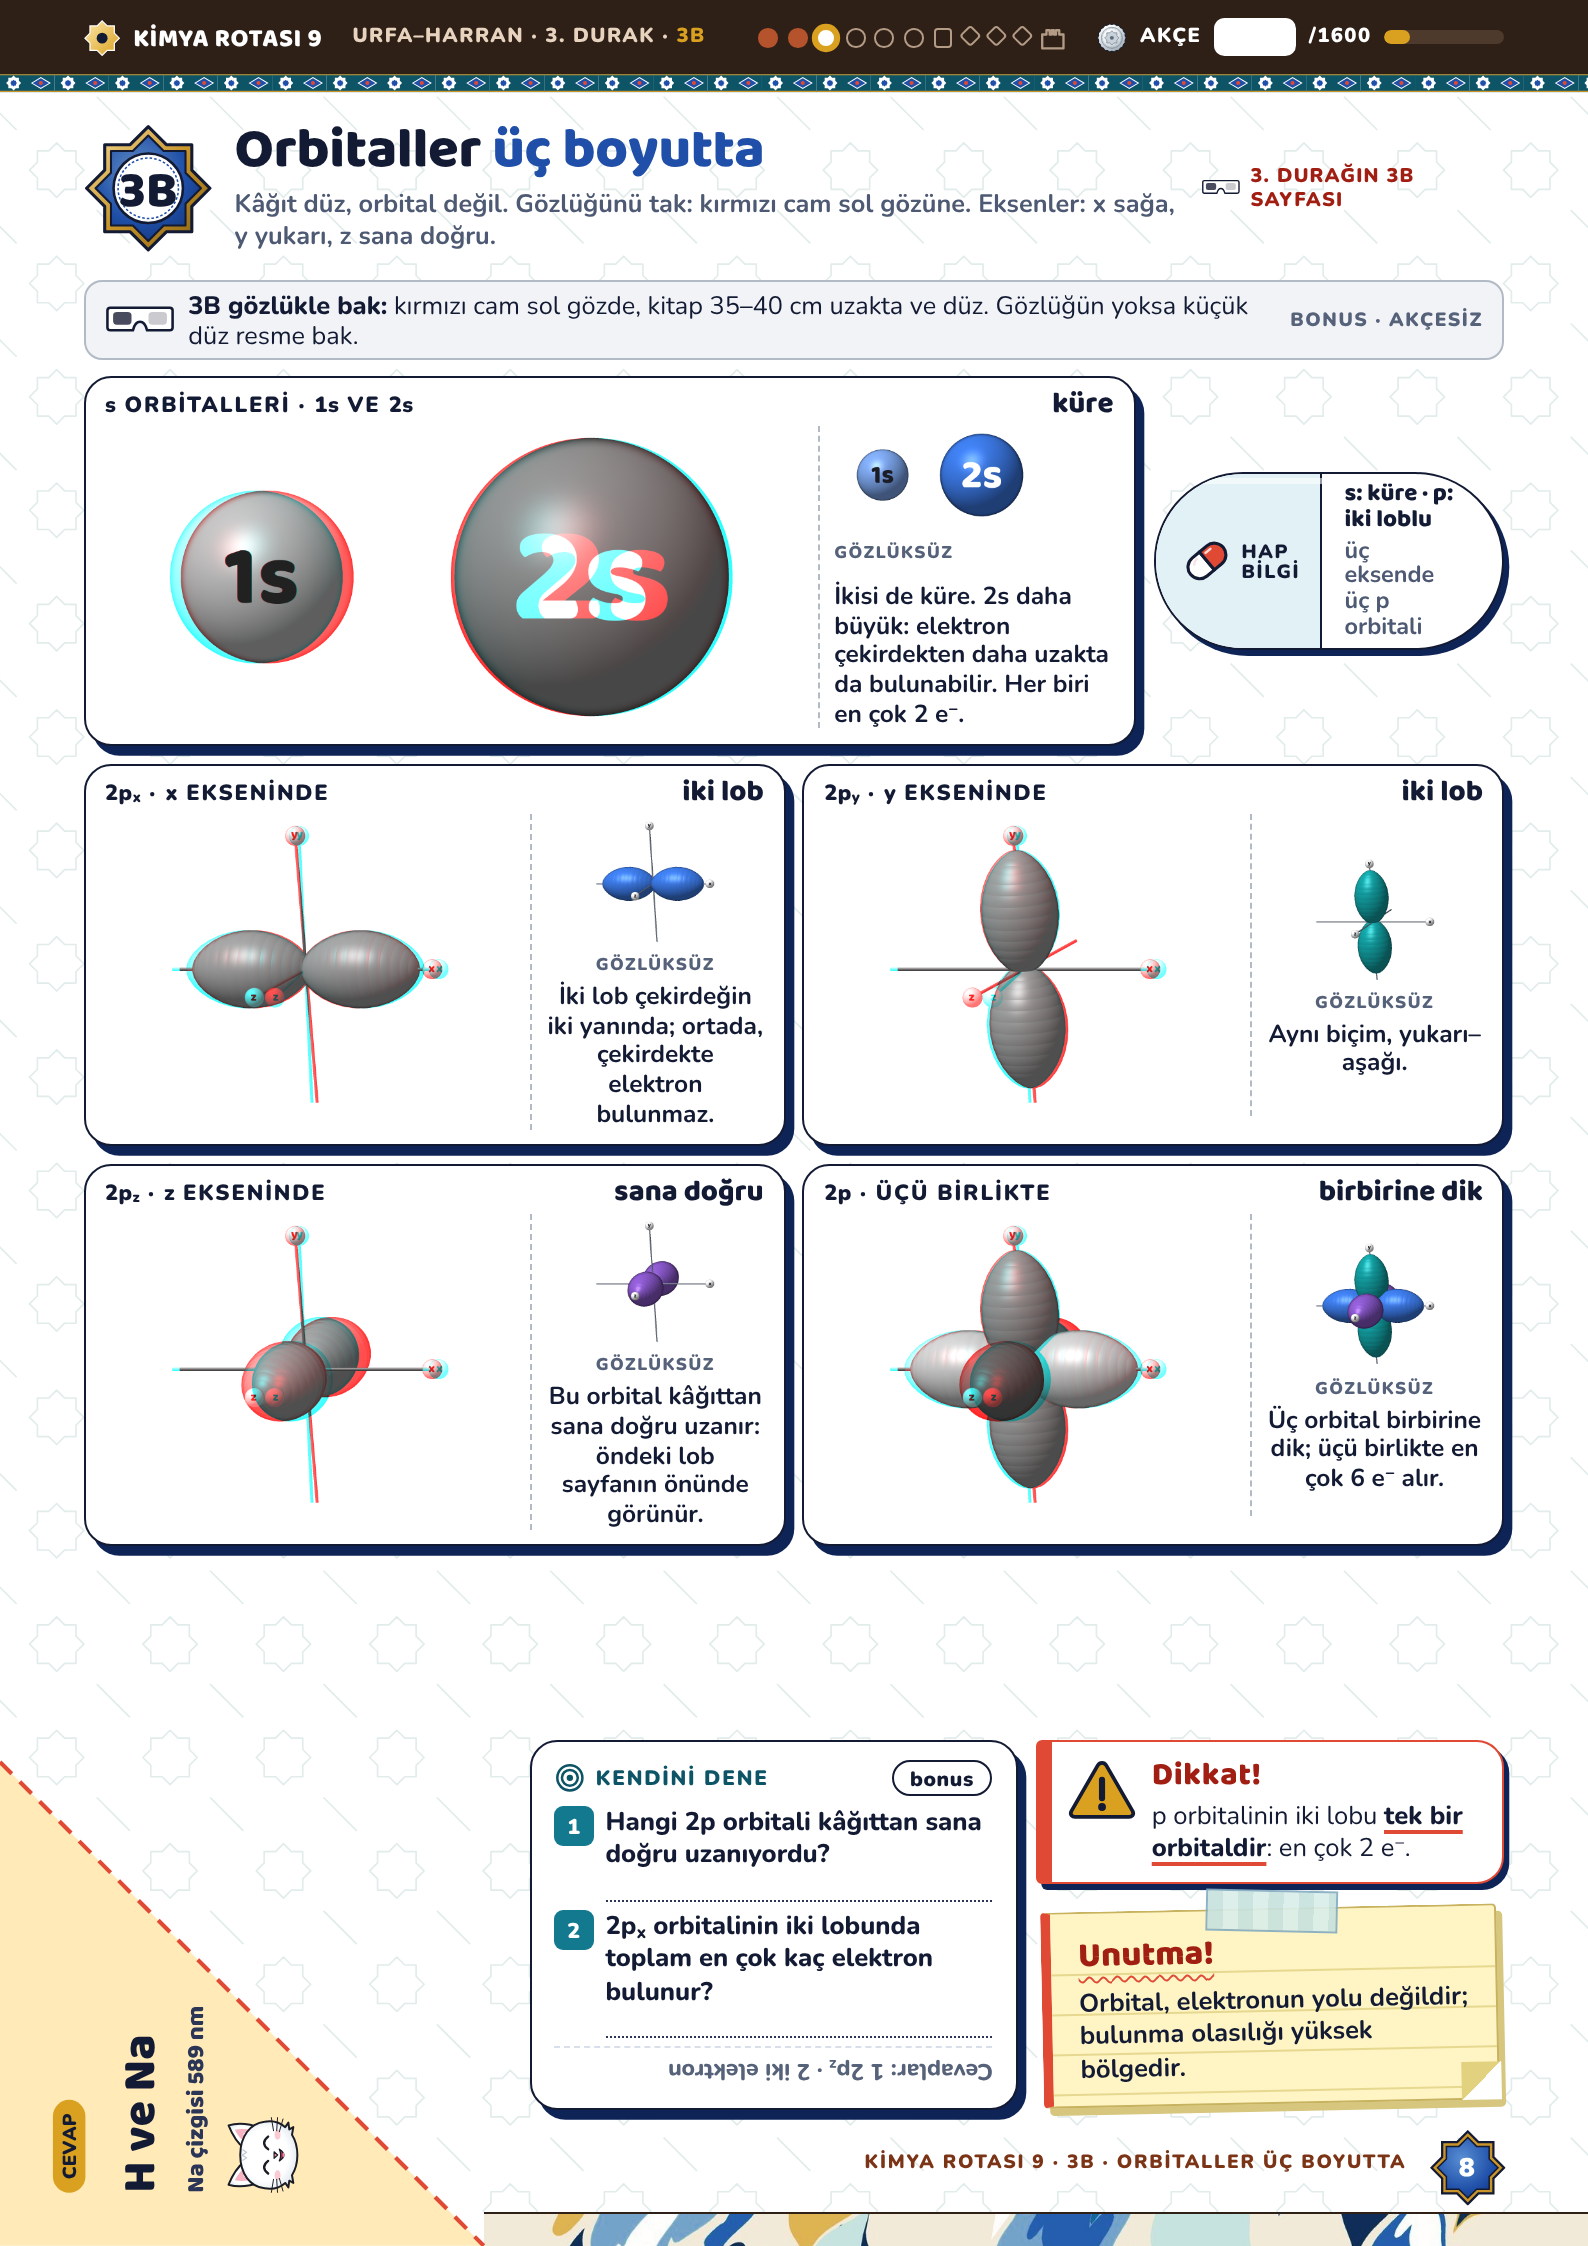 KİMYA ROTASI 9 URFA–HARRAN · 3. DURAK · 3B AKÇE /1600
3B
Orbitaller üç boyutta
Kâğıt düz, orbital değil. Gözlüğünü tak: kırmızı cam sol gözüne. Eksenler: x sağa,
y yukarı, z sana doğru.
3. DURAĞIN 3B
SAYFASI
3B gözlükle bak: kırmızı cam sol gözde, kitap 35–40 cm uzakta ve düz. Gözlüğün yoksa küçük
düz resme bak.
BONUS · AKÇESİZ
s ORBİTALLERİ · 1s VE 2s
küre
1s
2s
1s
2s
GÖZLÜKSÜZ
İkisi de küre. 2s daha
büyük: elektron
çekirdekten daha uzakta
da bulunabilir. Her biri
en çok 2 e⁻.
HAP
BİLGİ
s: küre · p:
iki loblu
üç
eksende
üç p
orbitali
2pₓ · x EKSENİNDE
iki lob
y
x
z
z
GÖZLÜKSÜZ
İki lob çekirdeğin
iki yanında; ortada,
çekirdekte
elektron
bulunmaz.
2pᵧ · y EKSENİNDE
iki lob
y
x
z
z
GÖZLÜKSÜZ
Aynı biçim, yukarı–
aşağı.
2p_z · z EKSENİNDE
sana doğru
y
x
z
z
GÖZLÜKSÜZ
Bu orbital kâğıttan
sana doğru uzanır:
öndeki lob
sayfanın önünde
görünür.
2p · ÜÇÜ BİRLİKTE
birbirine dik
y
x
z
z
GÖZLÜKSÜZ
Üç orbital birbirine
dik; üçü birlikte en
çok 6 e⁻ alır.
KENDİNİ DENE
bonus
1 Hangi 2p orbitali kâğıttan sana
doğru uzanıyordu?
2 2pₓ orbitalinin iki lobunda
toplam en çok kaç elektron
bulunur?
Cevaplar: 1 2p_z · 2 iki elektron
Dikkat!
p orbitalinin iki lobu tek bir
orbitaldir: en çok 2 e⁻.
Unutma!
Orbital, elektronun yolu değildir;
bulunma olasılığı yüksek
bölgedir.
CEVAP
H ve Na
Na çizgisi 589 nm
KİMYA ROTASI 9 · 3B · ORBİTALLER ÜÇ BOYUTTA
8